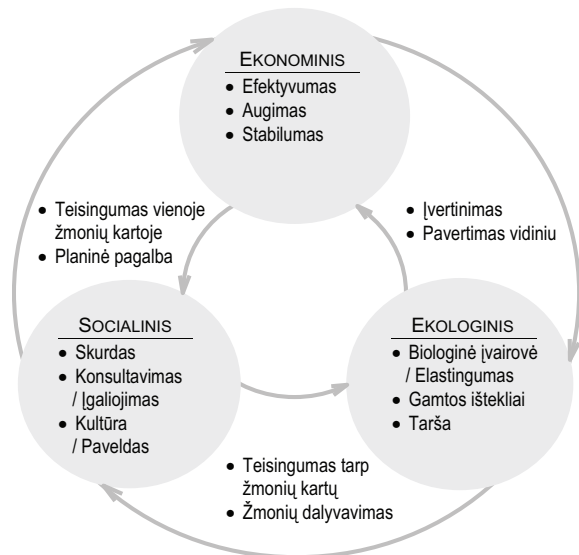 EKONOMINIS
• Efektyvumas
• Augimas
• Stabilumas
• Teisingumas vienoje
žmonių kartoje
• Planinė pagalba
• Įvertinimas
• Pavertimas vidiniu
SOCIALINIS
• Skurdas
• Konsultavimas
/ Įgaliojimas
• Kultūra
/ Paveldas
EKOLOGINIS
• Biologinė įvairovė
/ Elastingumas
• Gamtos ištekliai
• Tarša
• Teisingumas tarp
žmonių kartų
• Žmonių dalyvavimas